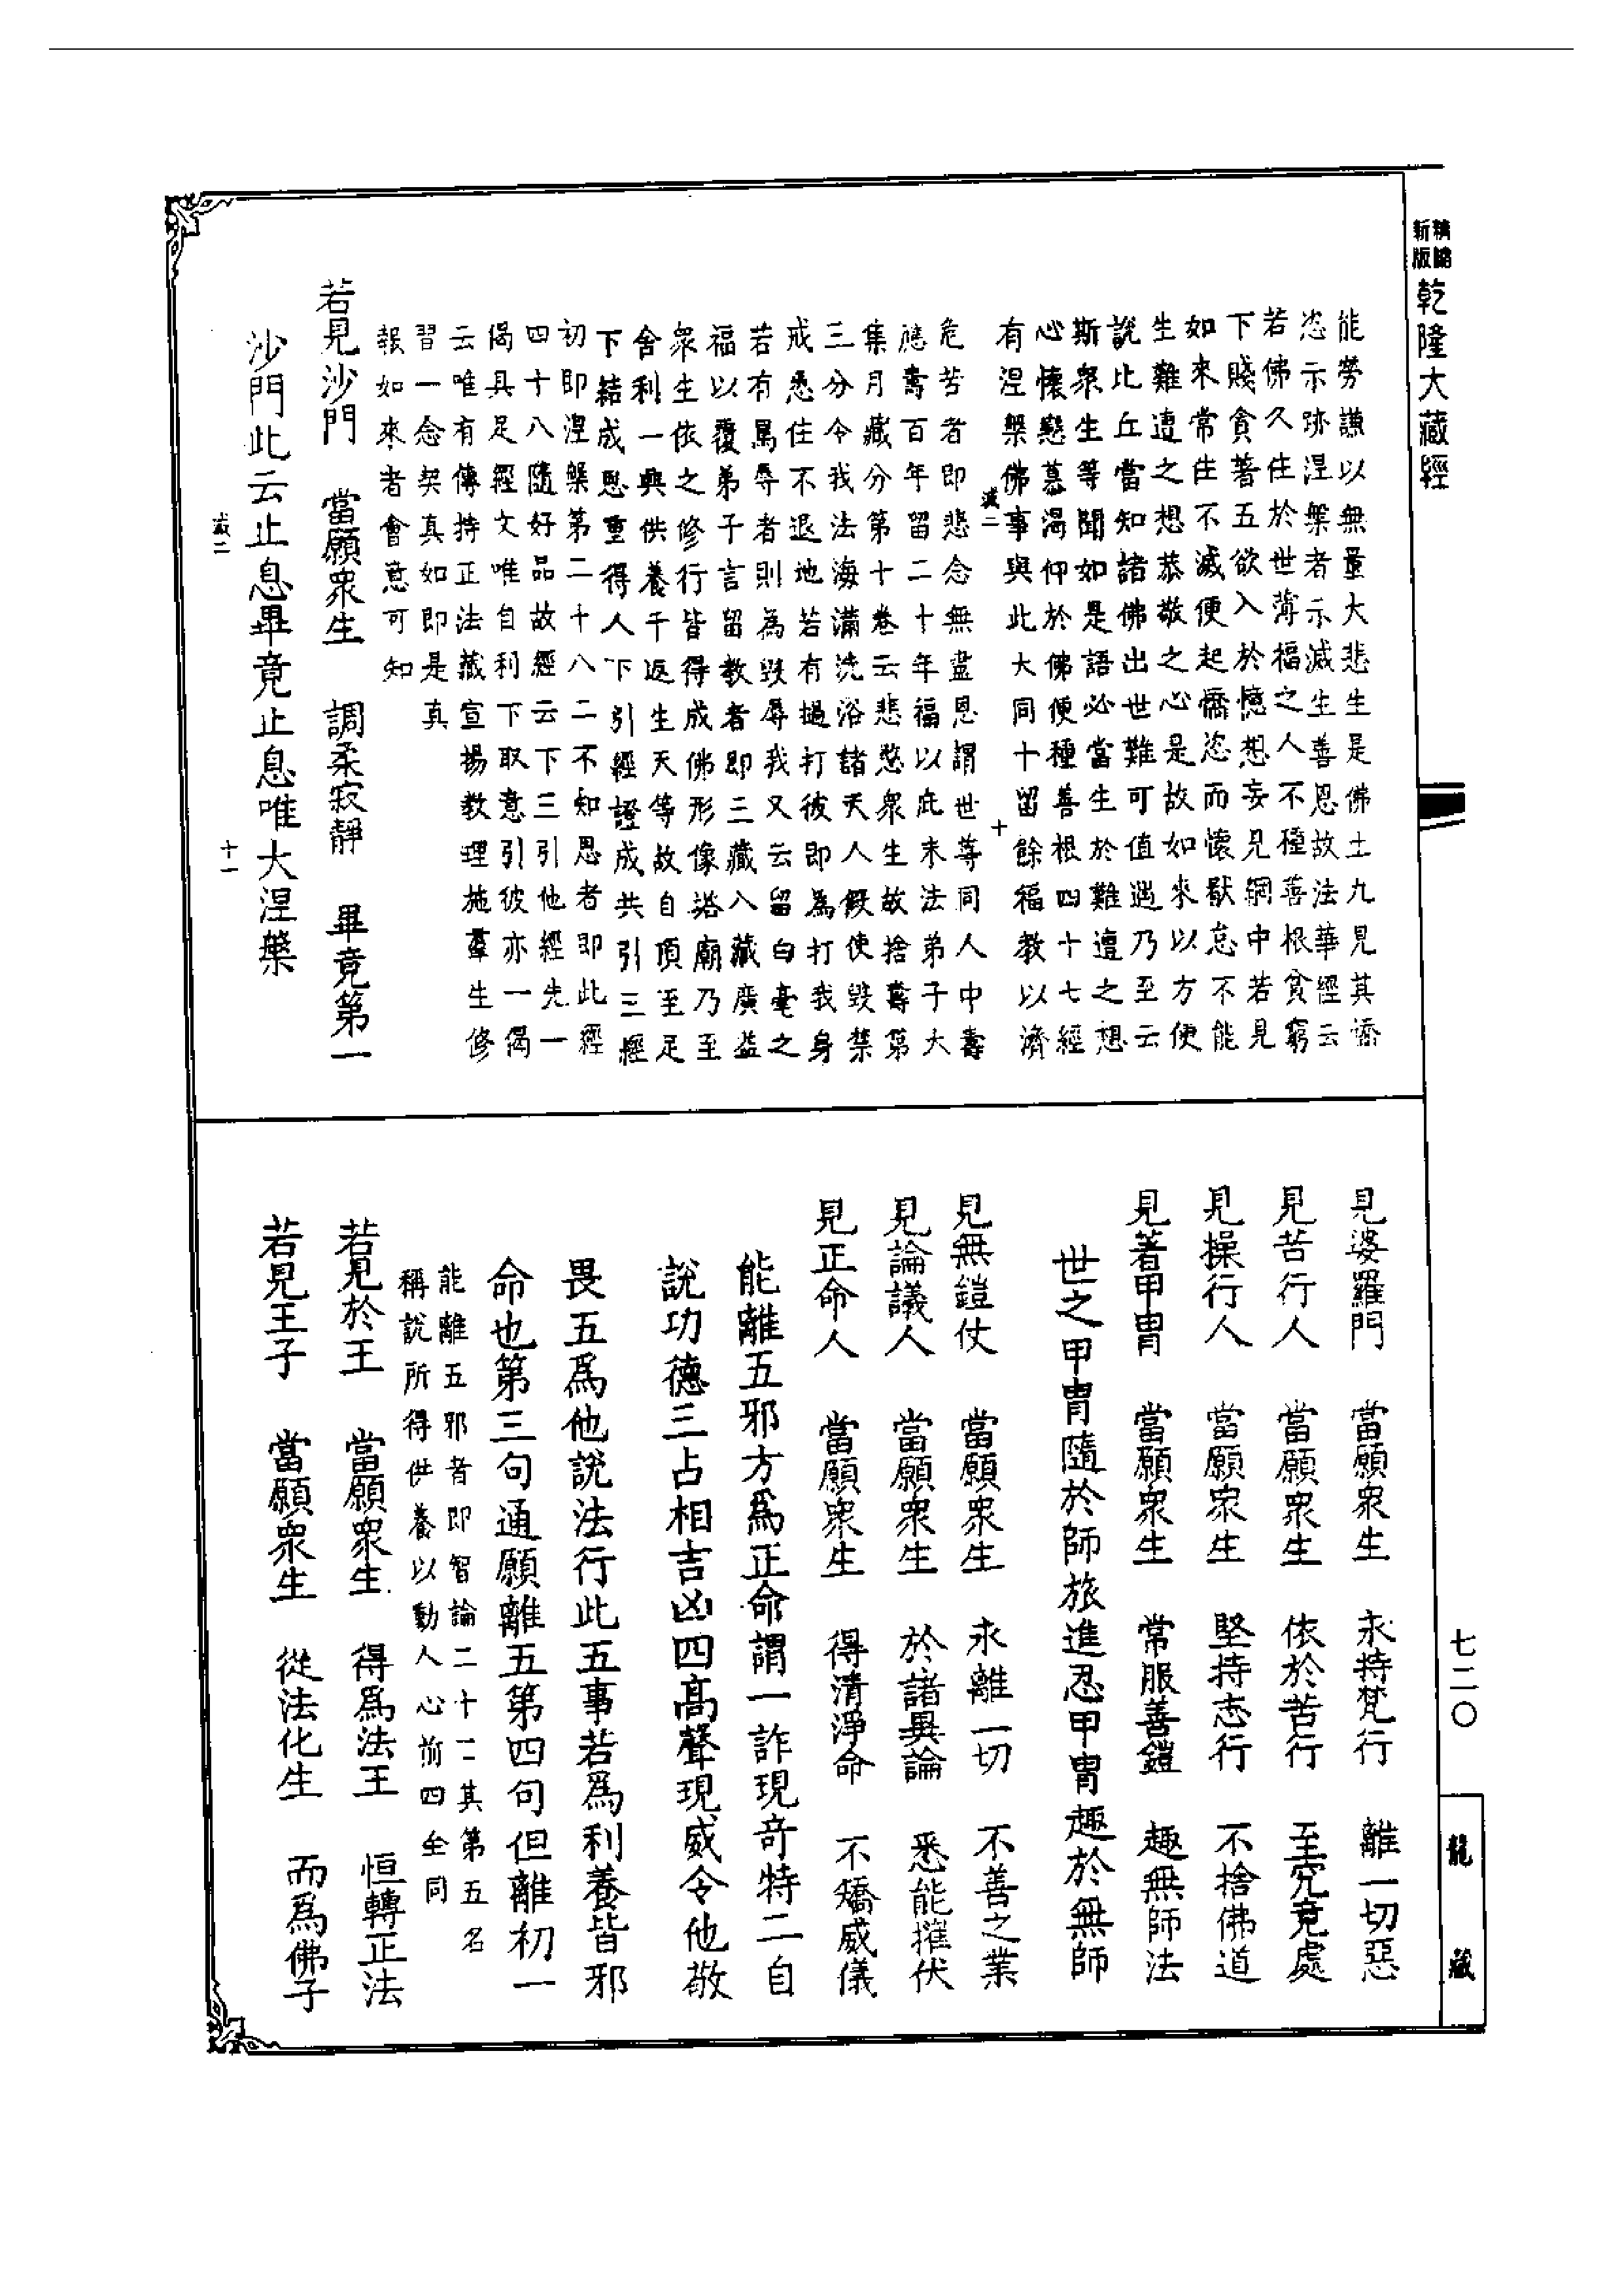 精縮
新版
乾隆大藏經
能勞謙以無量大悲生是佛土九見其憍
恣示跡涅槃者示滅生善恩故法華經云
若佛久住於世薄福之人不種善根貧窮
下賤貪著五欲入於憶想妄見網中若見
如來常住不滅便起憍恣而懷猒怠不能
生難遭之想恭敬之心是故如來以方便
說比丘當知諸佛出世難可值遇乃至云
斯眾生等聞如是語必當生於難遭之想
心懷戀慕渴仰於佛便種善根四十七經
有涅槃佛事與此大同十留餘福教以濟
滅二 十
危苦者即悲念無盡恩謂世等同人中壽
應壽百年留二十年福以庇末法弟子大
集月藏分第十卷云悲愍眾生故捨壽第
三分令我法海滿洗浴諸天人假使毀禁
戒悉住不退地若有撾打彼即為打我身
若有罵辱者則為毀辱我又云留白毫之
福以覆弟子言留教者即三藏八藏廣益
眾生依之修行皆得成佛形像塔廟乃至
舍利一興供養千返生天等故自頂至足
下結成恩重得人下引經證成共引三經
初即涅槃第二十八二不知恩者即此經
四十八隨好品故經云下三引他經先一
偈具足經文唯自利下取意引彼亦一偈
云唯有傳持正法藏宣揚教理施羣生修
習一念契真如即是真
報如來者會意可知
若見沙門 當願眾生 調柔寂靜 畢竟第一
沙門此云止息畢竟止息唯大涅槃
滅二 十一
見婆羅門 當願眾生 永持梵行 離一切惡
見苦行人 當願眾生 依於苦行 至究竟處
見操行人 當願眾生 堅持志行 不捨佛道
見著甲冑 當願眾生 常服善鎧 趣無師法
世之甲冑隨於師旅進忍甲冑趣於無師
見無鎧仗 當願眾生 永離一切 不善之業
見論議人 當願眾生 於諸異論 悉能摧伏
見正命人 當願眾生 得清淨命 不矯威儀
能離五邪方為正命謂一詐現奇特二自
說功德三占相吉凶四高聲現威令他敬
畏五為他說法行此五事若為利養皆邪
命也第三句通願離五第四句但離初一
能離五邪者即智論二十二其第五名
稱說所得供養以動人心前四全同
若見於王 當願眾生 得為法王 恒轉正法
若見王子 當願眾生 從法化生 而為佛子
七二〇
龍藏